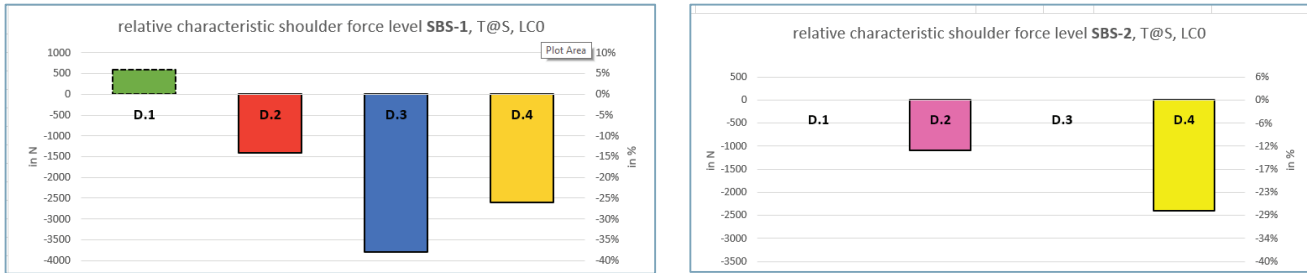 relative characteristic shoulder force level SBS-1, T@S, LC0
Plot Area
in N
1000
500
0
-500
-1000
-1500
-2000
-2500
-3000
-3500
-4000
D.1
D.2
D.3
D.4
10%
5%
0%
-5%
-10%
-15%
-20%
-25%
-30%
-35%
-40%
in %
relative characteristic shoulder force level SBS-2, T@S, LC0
in N
500
0
-500
-1000
-1500
-2000
-2500
-3000
-3500
D.1
D.2
D.3
D.4
6%
0%
-6%
-12%
-17%
-23%
-29%
-34%
-40%
in %